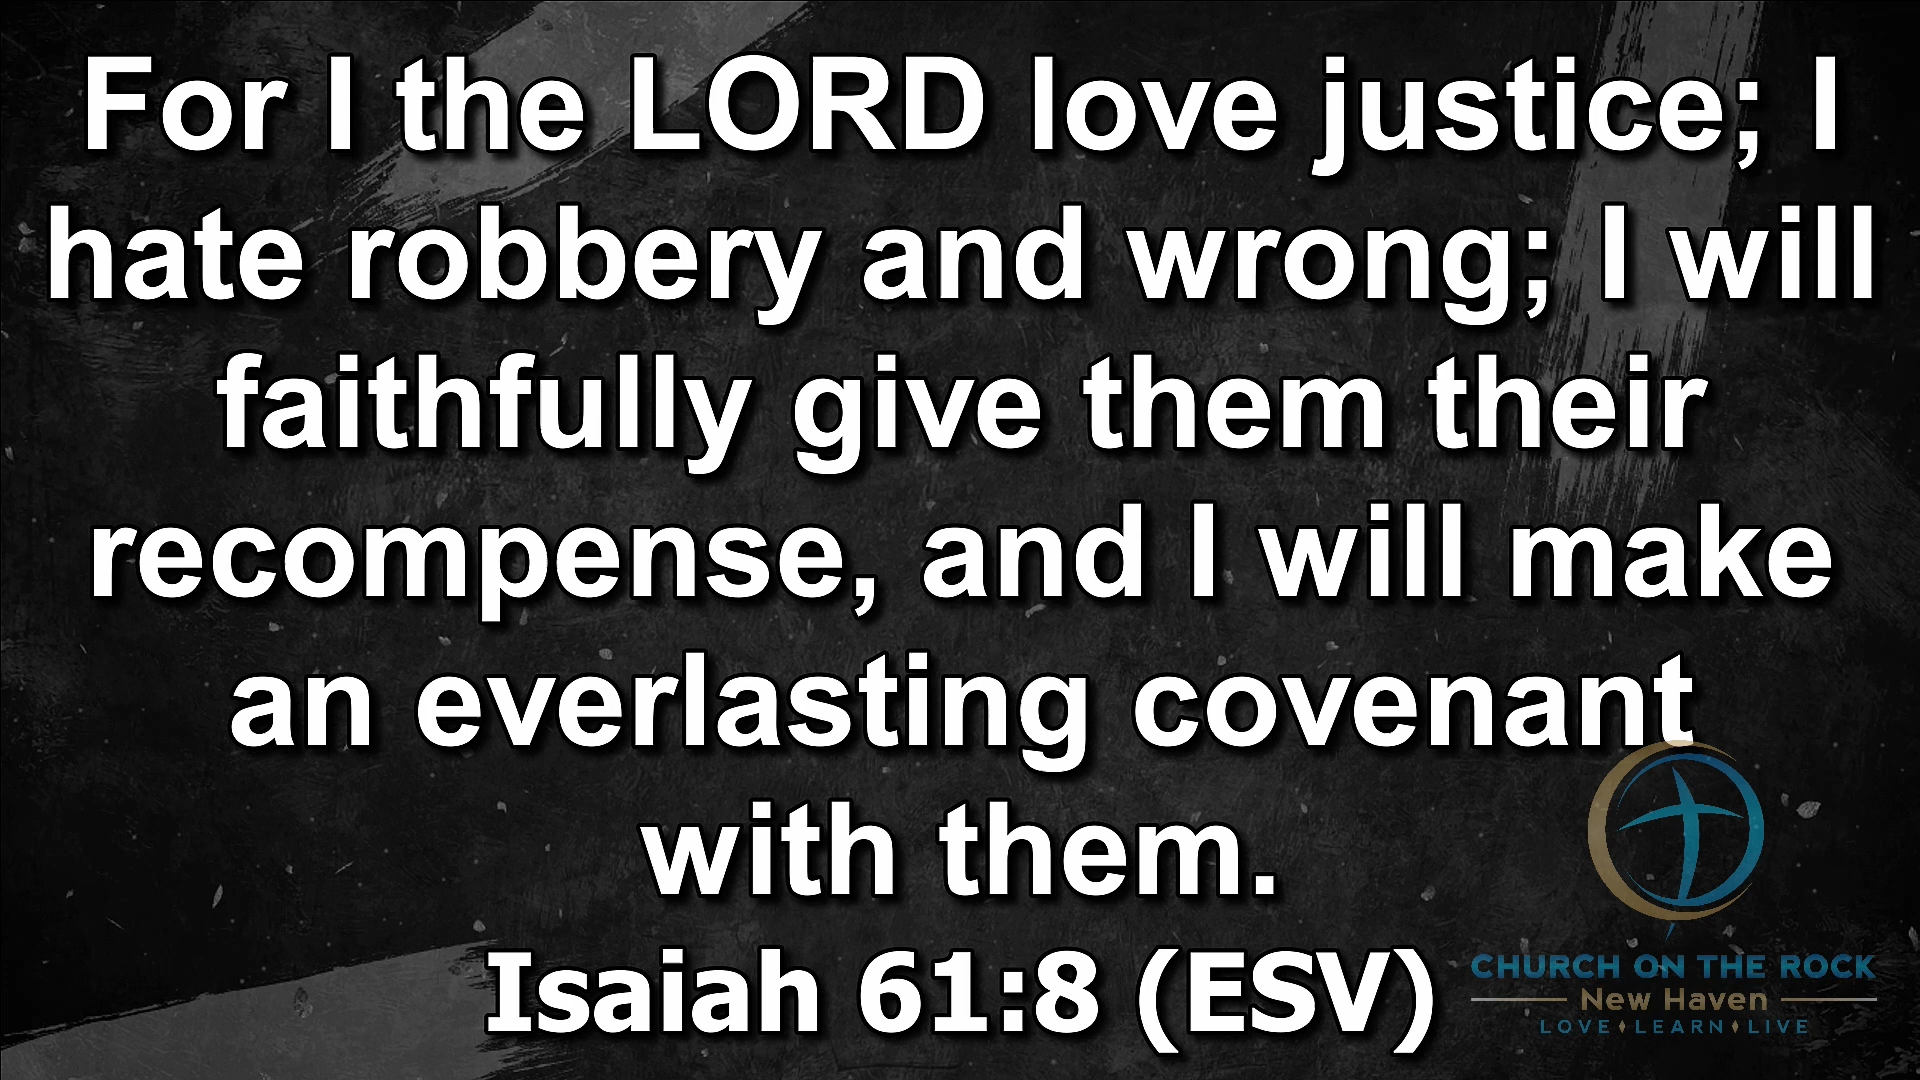 For I the LORD love justice; I
hate robbery and wrong; I will
faithfully give them their
recompense, and I will make
an everlasting covenant
with them.
Isaiah 61:8 (ESV)
CHURCH ON THE ROCK
New Haven
LOVE♦LEARN♦LIVE